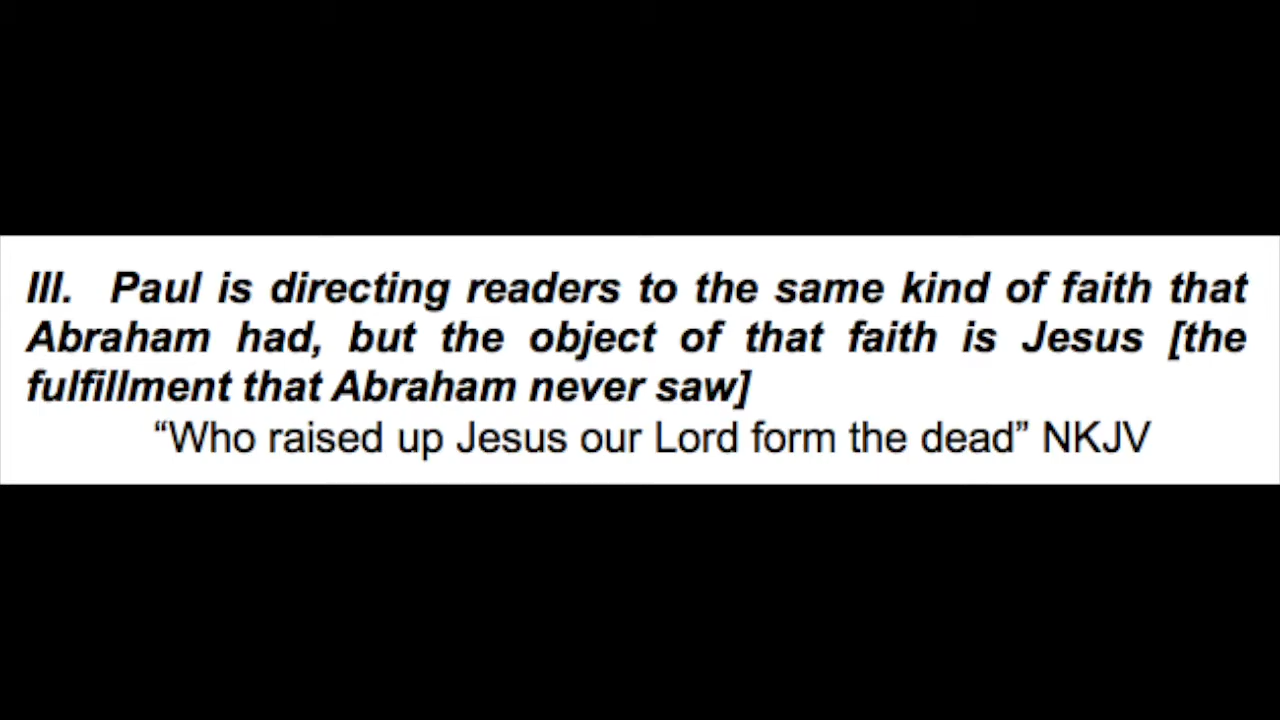 III. Paul is directing readers to the same kind of faith that
Abraham had, but the object of that faith is Jesus [the
fulfillment that Abraham never saw]
“Who raised up Jesus our Lord form the dead” NKJV